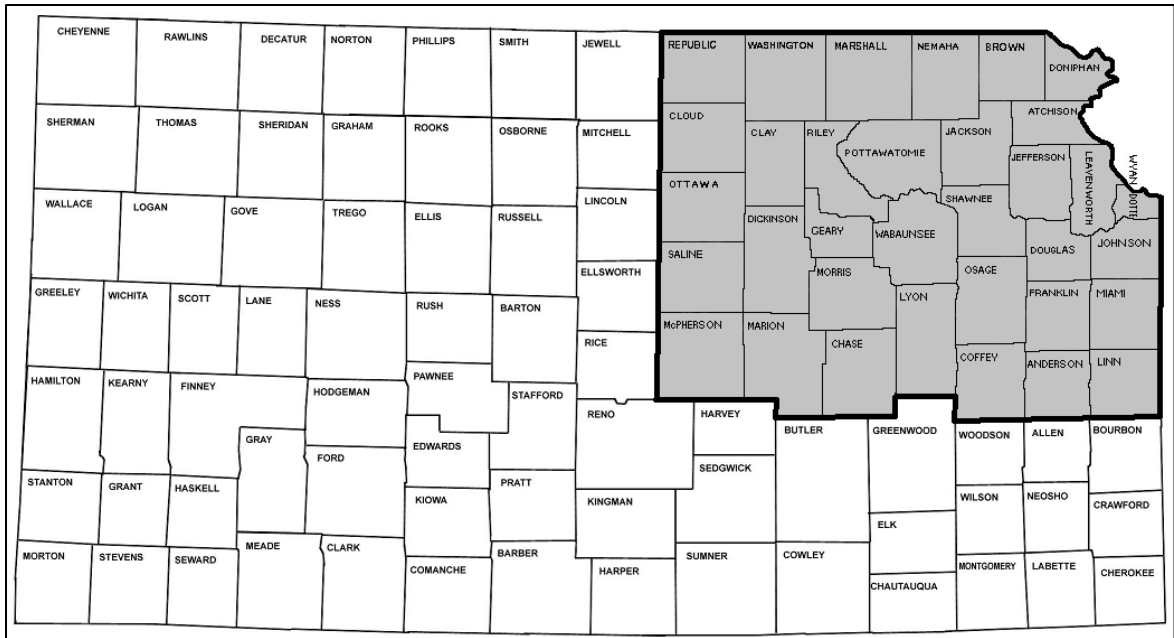 CHEYENNE
RAWLINS
DECATUR
NORTON
PHILLIPS
SMITH
JEWELL
REPUBLIC
WASHINGTON
MARSHALL
NEMAHA
BROWN
DONIPHAN
SHERMAN
THOMAS
SHERIDAN
GRAHAM
ROOKS
OSBORNE
MITCHELL
CLOUD
CLAY
RILEY
POTTAWATOMIE
JACKSON
ATCHISON
JEFFERSON
LEAVENWORTH
WYANDOTTE
WALLACE
LOGAN
GOVE
TREGO
ELLIS
RUSSELL
LINCOLN
OTTAWA
DICKINSON
GEARY
WABAUNSEE
SHAWNEE
DOUGLAS
JOHNSON
ELLSWORTH
SALINE
MORRIS
LYON
OSAGE
FRANKLIN
MIAMI
GREELEY
WICHITA
SCOTT
LANE
NESS
RUSH
BARTON
RICE
McPHERSON
MARION
CHASE
COFFEY
ANDERSON
LINN
HAMILTON
KEARNY
FINNEY
HODGEMAN
PAWNEE
STAFFORD
RENO
HARVEY
BUTLER
GREENWOOD
WOODSON
ALLEN
BOURBON
GRAY
FORD
EDWARDS
SEDGWICK
STANTON
GRANT
HASKELL
KIOWA
PRATT
KINGMAN
ELK
WILSON
NEOSHO
CRAWFORD
MORTON
STEVENS
SEWARD
MEADE
CLARK
COMANCHE
BARBER
HARPER
SUMNER
COWLEY
CHAUTAUQUA
MONTGOMERY
LABETTE
CHEROKEE